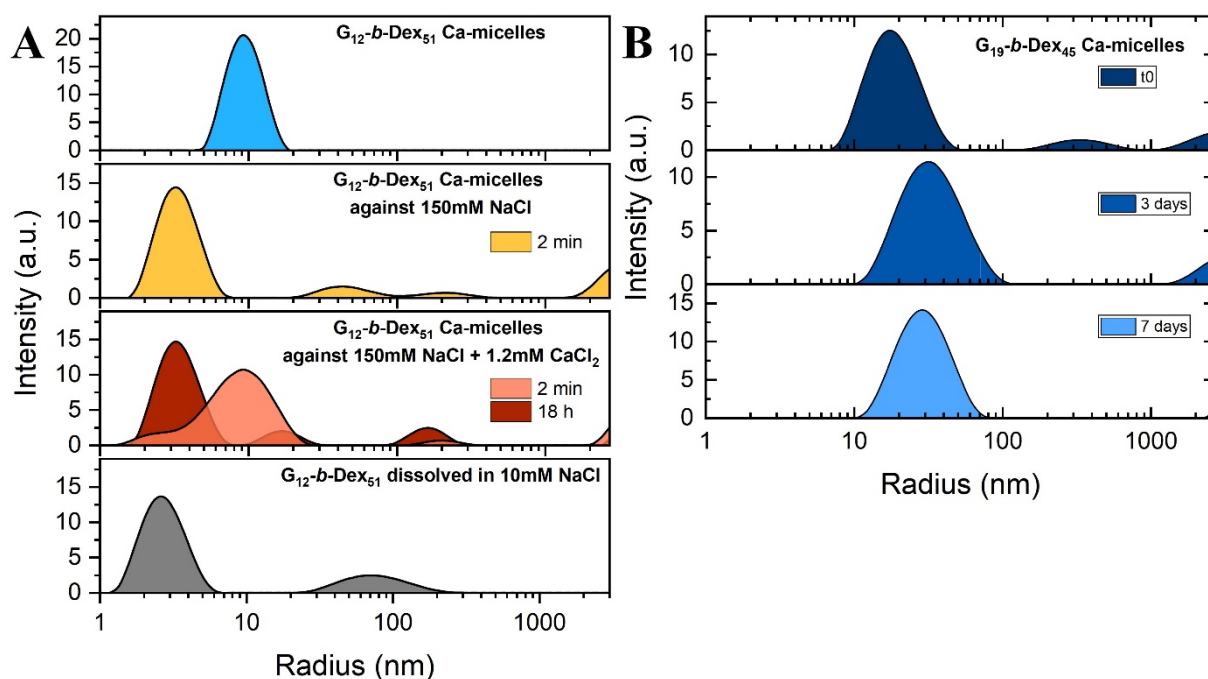 A
G₁₂-b-Dex₅₁ Ca-micelles
20
15
10
5
0
G₁₂-b-Dex₅₁ Ca-micelles
against 150mM NaCl
2 min
15
10
5
0
G₁₂-b-Dex₅₁ Ca-micelles
against 150mM NaCl + 1.2mM CaCl₂
2 min
18 h
15
10
5
0
G₁₂-b-Dex₅₁ dissolved in 10mM NaCl
15
10
5
0
1 10 100 1000
Radius (nm)
Intensity (a.u.)
B
G₁₉-b-Dex₄₅ Ca-micelles
t0
10
5
0
3 days
10
5
0
7 days
15
10
5
0
1 10 100 1000
Radius (nm)
Intensity (a.u.)